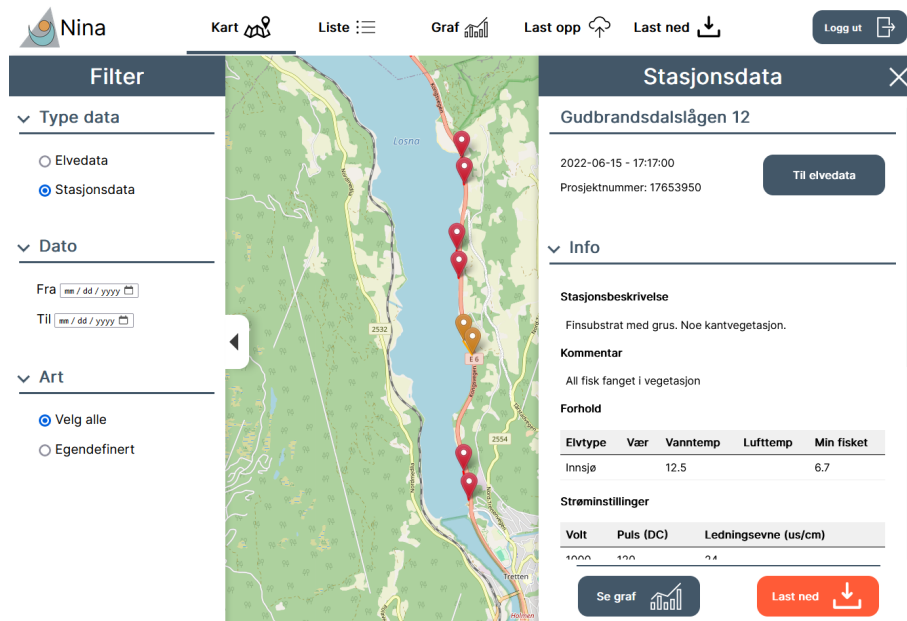 Nina
Kart
Liste
Graf
Last opp
Last ned
Logg ut
Filter
Type data
Elvedata
Stasjonsdata
Dato
Fra mm / dd / yyyy
Til mm / dd / yyyy
Art
Velg alle
Egendefinert
Losna
Kongsvegen
2532
E 6
Kongsvegen
2554
Nordmedia
Tretten
Holmen
Stasjonsdata
Gudbrandsdalslågen 12
2022-06-15 - 17:17:00
Prosjektnummer: 17653950
Til elvedata
Info
Stasjonsbeskrivelse
Finsubstrat med grus. Noe kantvegetasjon.
Kommentar
All fisk fanget i vegetasjon
Forhold
Elvtype Vær Vanntemp Lufttemp Min fisket
Innsjø 12.5 6.7
Strøminstillinger
Volt Puls (DC) Ledningsevne (us/cm)
Se graf
Last ned